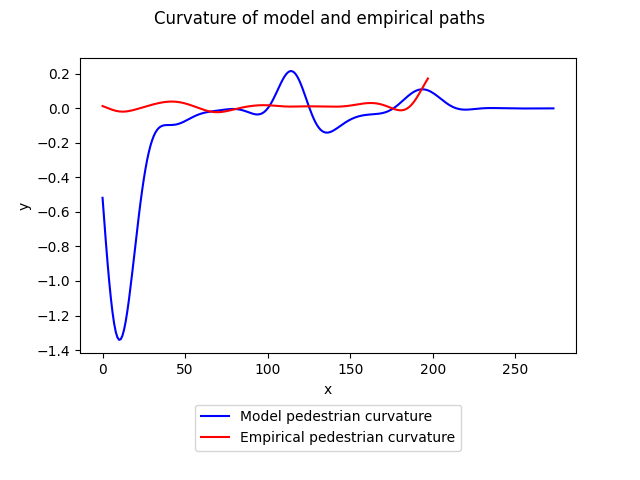 Curvature of model and empirical paths
0.2
0.0
−0.2
−0.4
−0.6
−0.8
−1.0
−1.2
−1.4
y
0 50 100 150 200 250
x
Model pedestrian curvature
Empirical pedestrian curvature